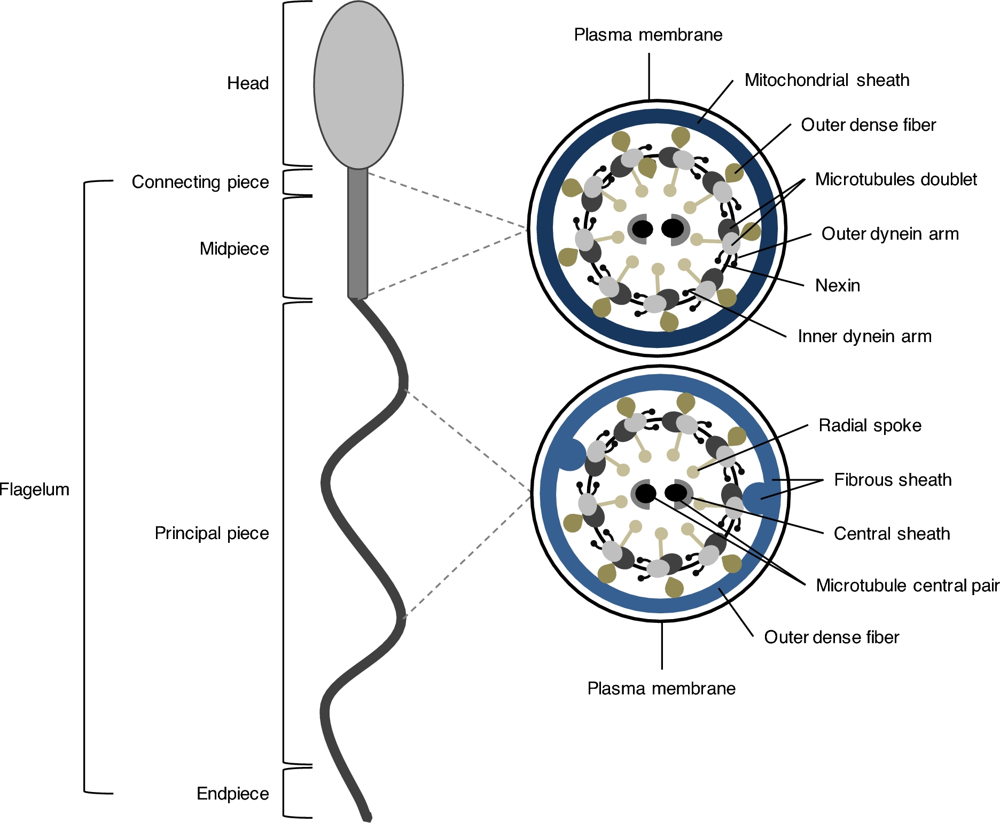 Plasma membrane
Mitochondrial sheath
Head
Outer dense fiber
Microtubules doublet
Connecting piece
Outer dynein arm
Midpiece
Nexin
Inner dynein arm
Radial spoke
Fibrous sheath
Flagelum
Principal piece
Central sheath
Microtubule central pair
Outer dense fiber
Plasma membrane
Endpiece